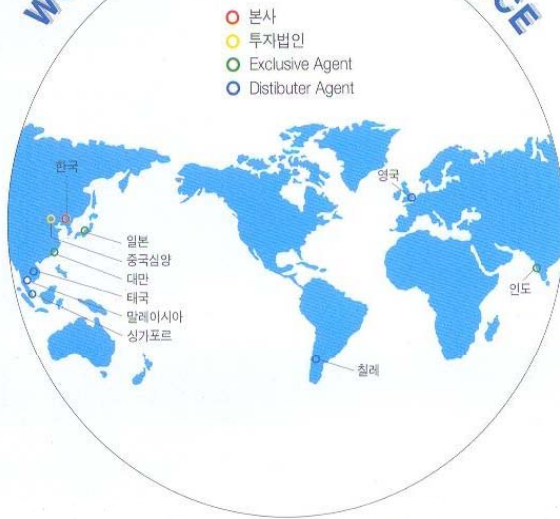 본사
투자법인
Exclusive Agent
Distibuter Agent
한국
영국
일본
중국심양
대만
태국
말레이시아
싱가포르
인도
칠레